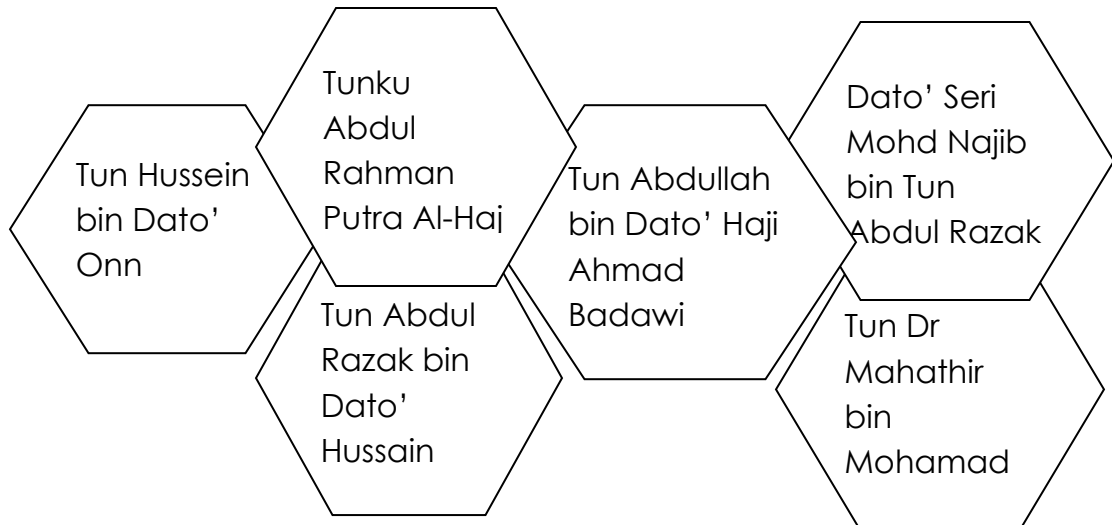 Tun Hussein
bin Dato’
Onn
Tunku
Abdul
Rahman
Putra Al-Haj
Tun Abdul
Razak bin
Dato’
Hussain
Tun Abdullah
bin Dato’ Haji
Ahmad
Badawi
Dato’ Seri
Mohd Najib
bin Tun
Abdul Razak
Tun Dr
Mahathir
bin
Mohamad